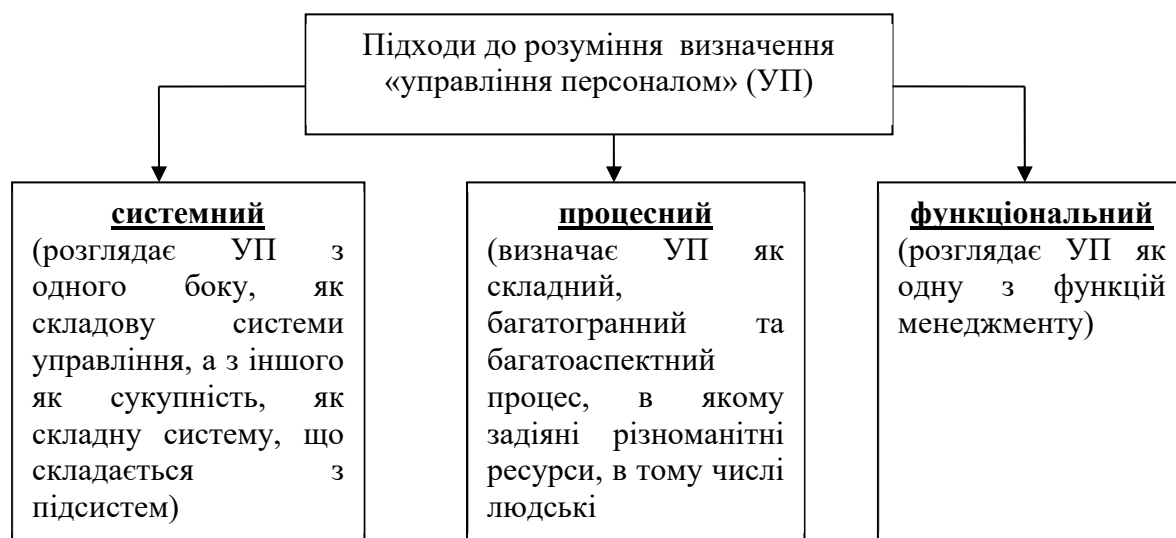 Підходи до розуміння визначення
«управління персоналом» (УП)
системний
(розглядає УП з
одного боку, як
складову системи
управління, а з іншого
як сукупність, як
складну систему, що
складається з
підсистем)
процесний
(визначає УП як
складний,
багатогранний та
багатоаспектний
процес, в якому
задіяні різноманітні
ресурси, в тому числі
людські
функціональний
(розглядає УП як
одну з функцій
менеджменту)